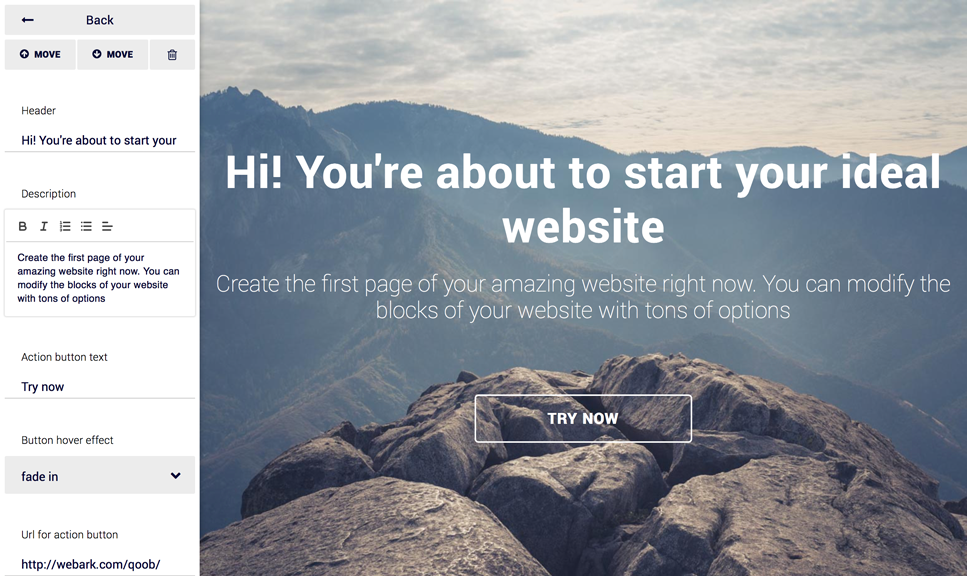 Back
MOVE MOVE
Header
Hi! You're about to start your
Description
B I
Create the first page of your
amazing website right now. You can
modify the blocks of your website
with tons of options
Action button text
Try now
Button hover effect
fade in
Url for action button
http://webark.com/qoob/
Hi! You're about to start your ideal
website
Create the first page of your amazing website right now. You can modify the
blocks of your website with tons of options
TRY NOW